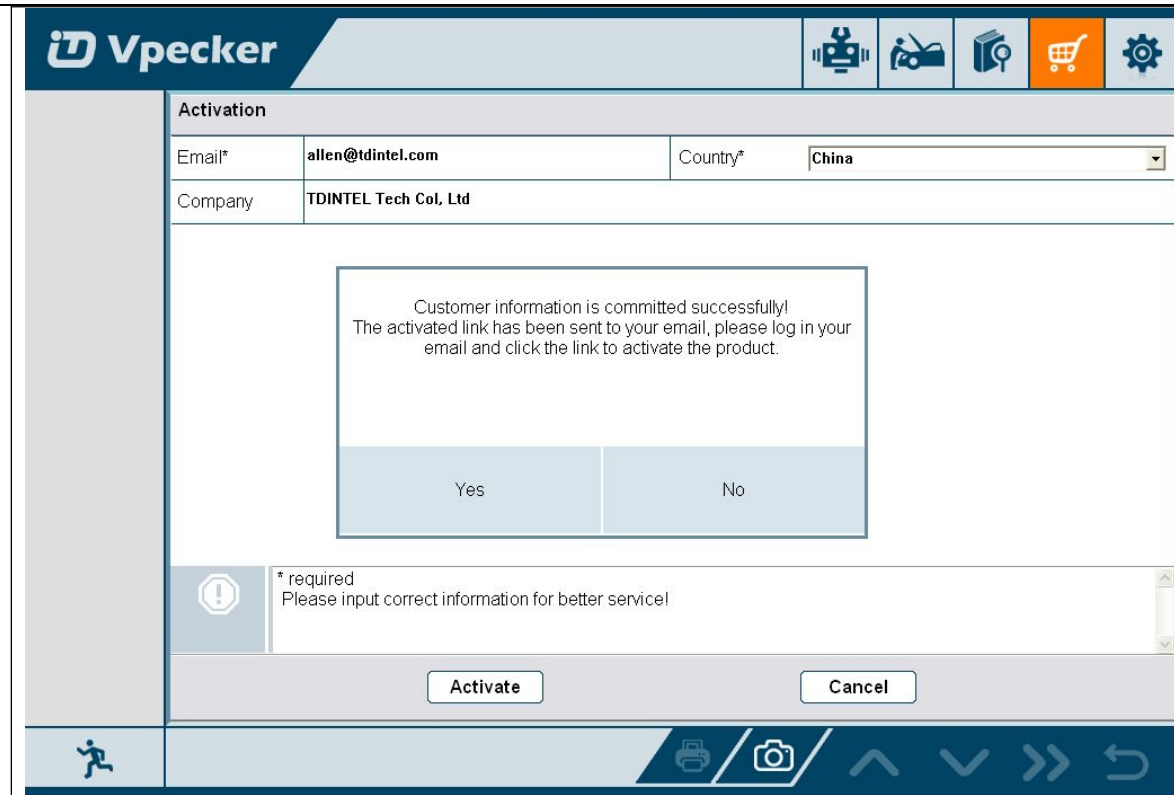 Vpecker
Activation
Email* allen@tdintel.com Country* China
Company TDINTEL Tech Col, Ltd
Customer information is committed successfully!
The activated link has been sent to your email, please log in your
email and click the link to activate the product.
Yes No
* required
Please input correct information for better service!
Activate Cancel